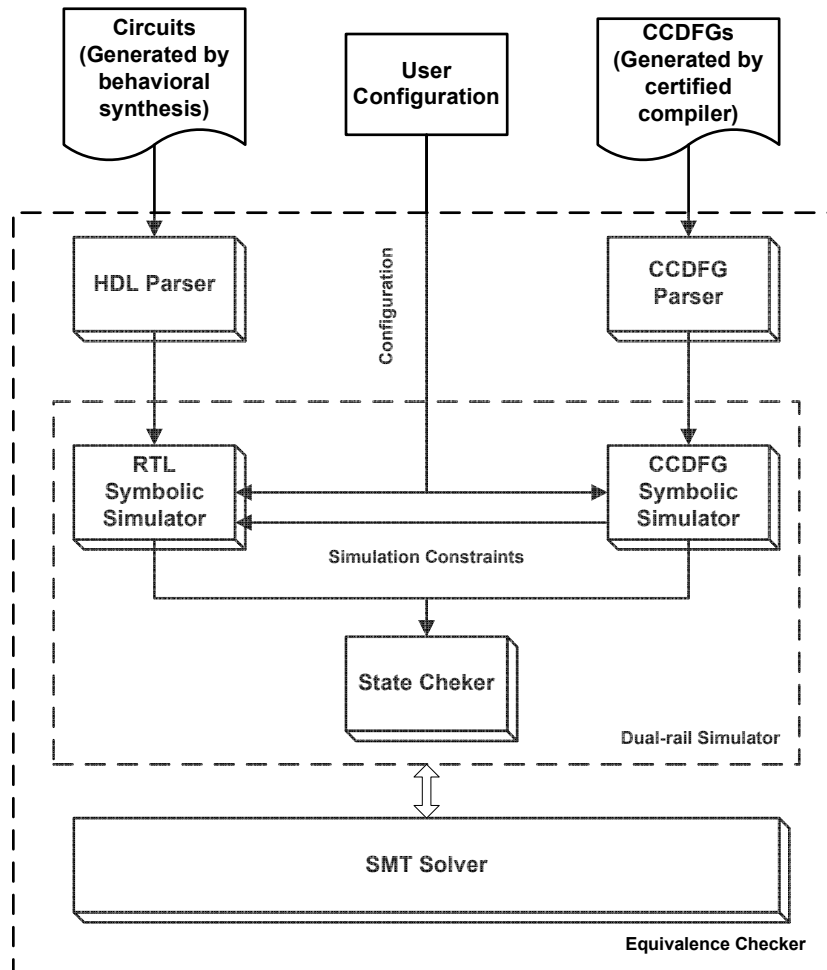 Circuits
(Generated by
behavioral
synthesis)
User
Configuration
CCDFGs
(Generated by
certified
compiler)
HDL Parser
Configuration
CCDFG
Parser
RTL
Symbolic
Simulator
CCDFG
Symbolic
Simulator
Simulation Constraints
State Cheker
Dual-rail Simulator
SMT Solver
Equivalence Checker